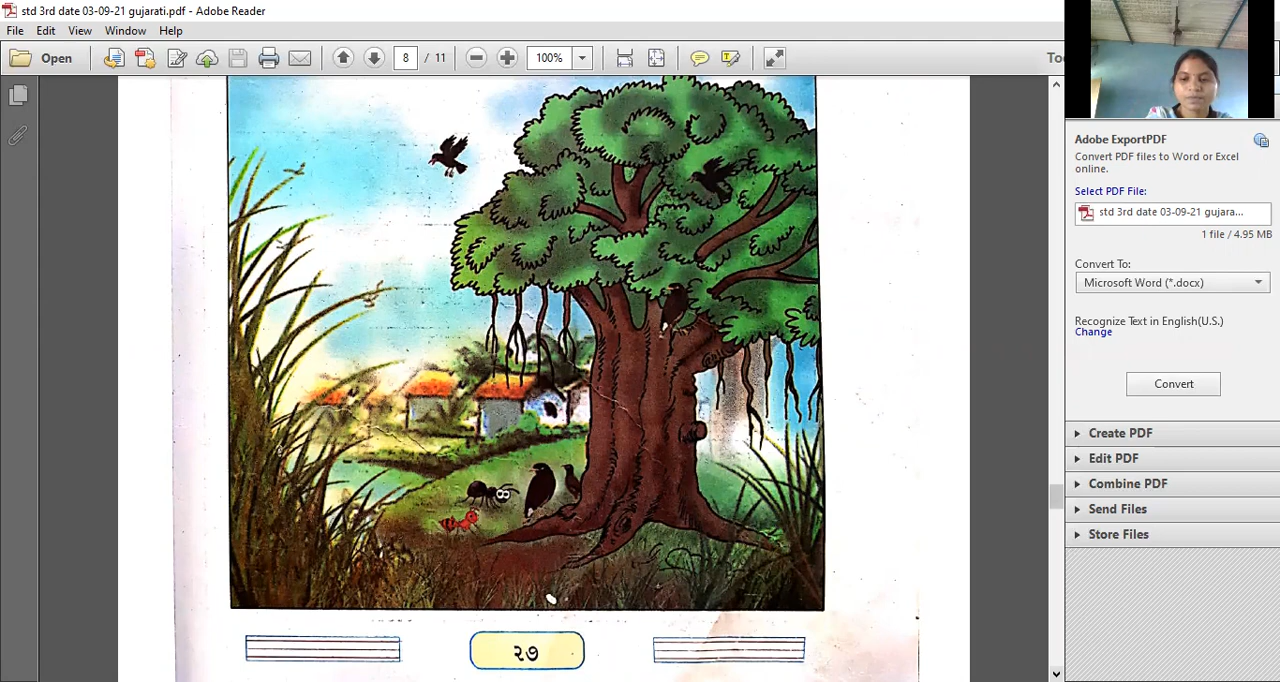 std 3rd date 03-09-21 gujarati.pdf - Adobe Reader
File Edit View Window Help
Open 8 / 11 100%
Adobe ExportPDF
Convert PDF files to Word or Excel
online.
Select PDF File:
std 3rd date 03-09-21 gujara...
1 file / 4.95 MB
Convert To:
Microsoft Word (*.docx)
Recognize Text in English(U.S.)
Change
Convert
Create PDF
Edit PDF
Combine PDF
Send Files
Store Files
૨૭